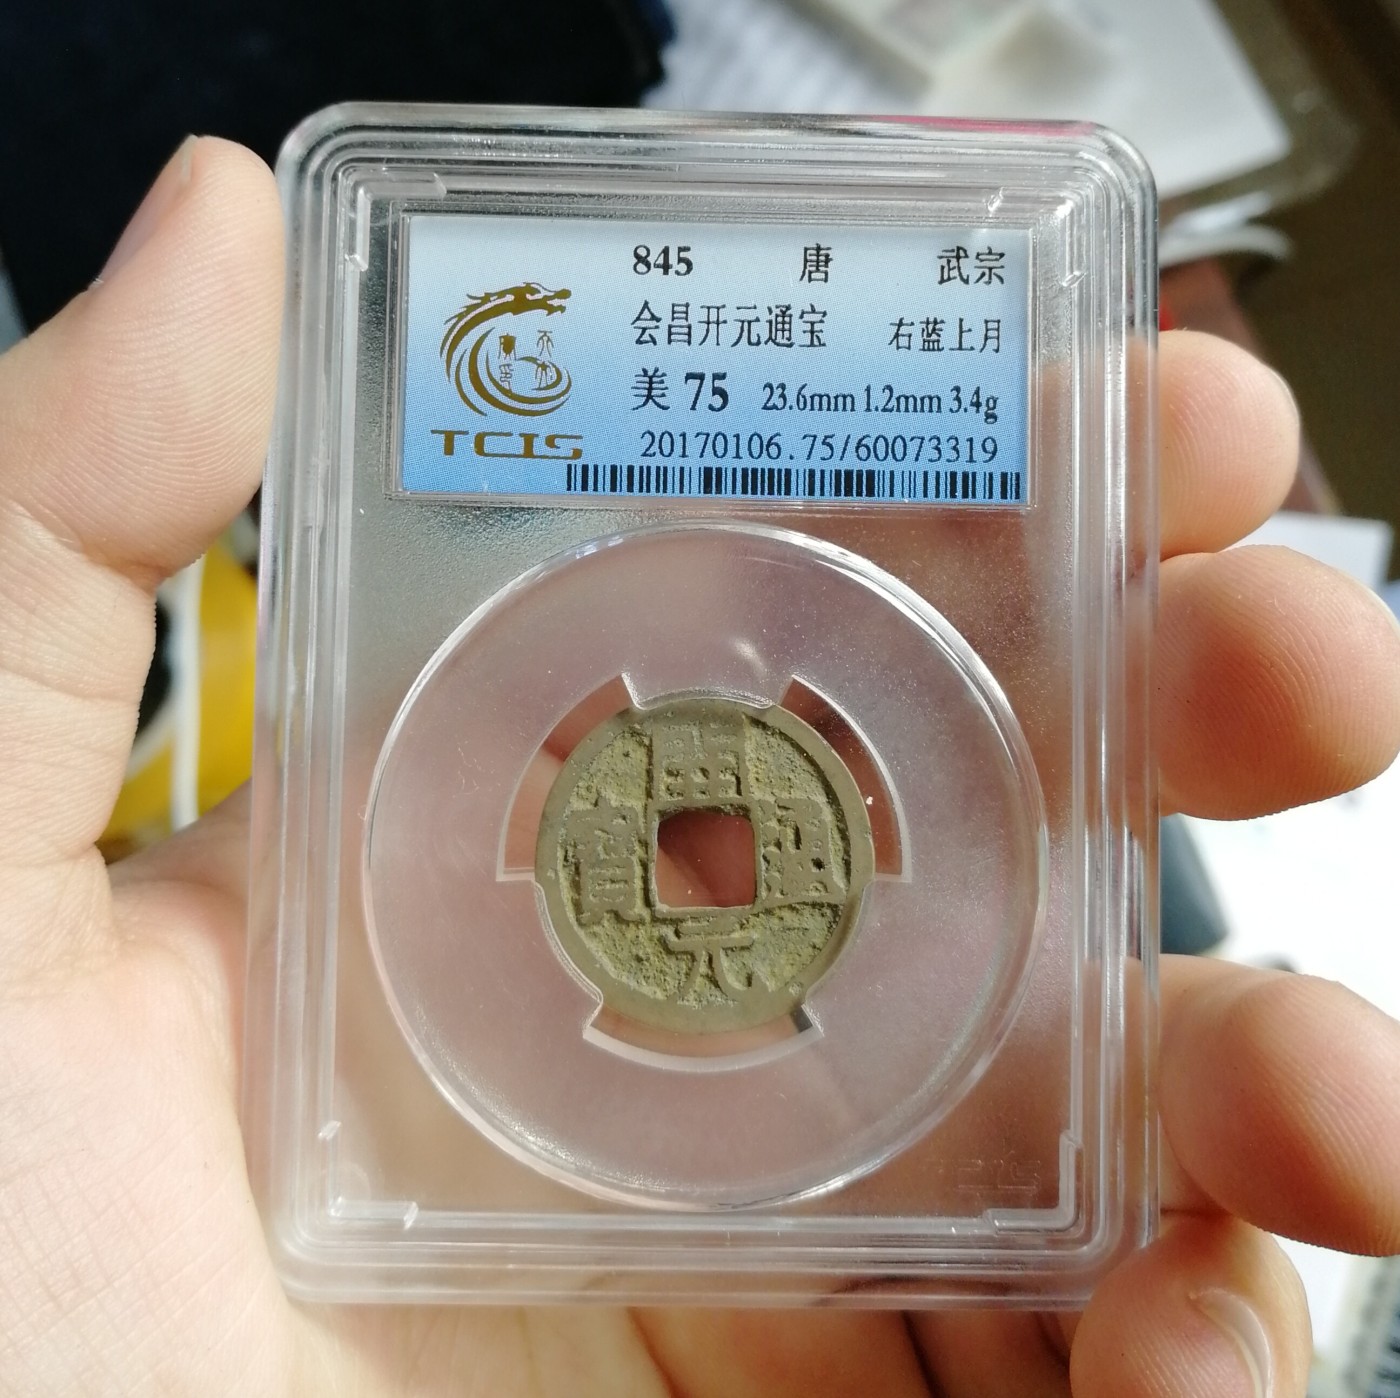 845 唐 武宗
会昌开元通宝 右蓝上月
美 75 23.6mm 1.2mm 3.4g
20170106.75/60073319
TCIS
開
寶 通
元
TCIS